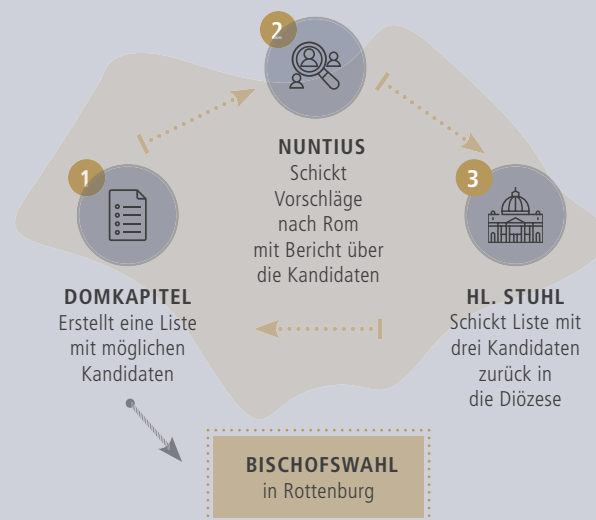 1
DOMKAPITEL
Erstellt eine Liste
mit möglichen
Kandidaten
2
NUNTIUS
Schickt
Vorschläge
nach Rom
mit Bericht über
die Kandidaten
3
HL. STUHL
Schickt Liste mit
drei Kandidaten
zurück in
die Diözese
BISCHOFSWAHL
in Rottenburg